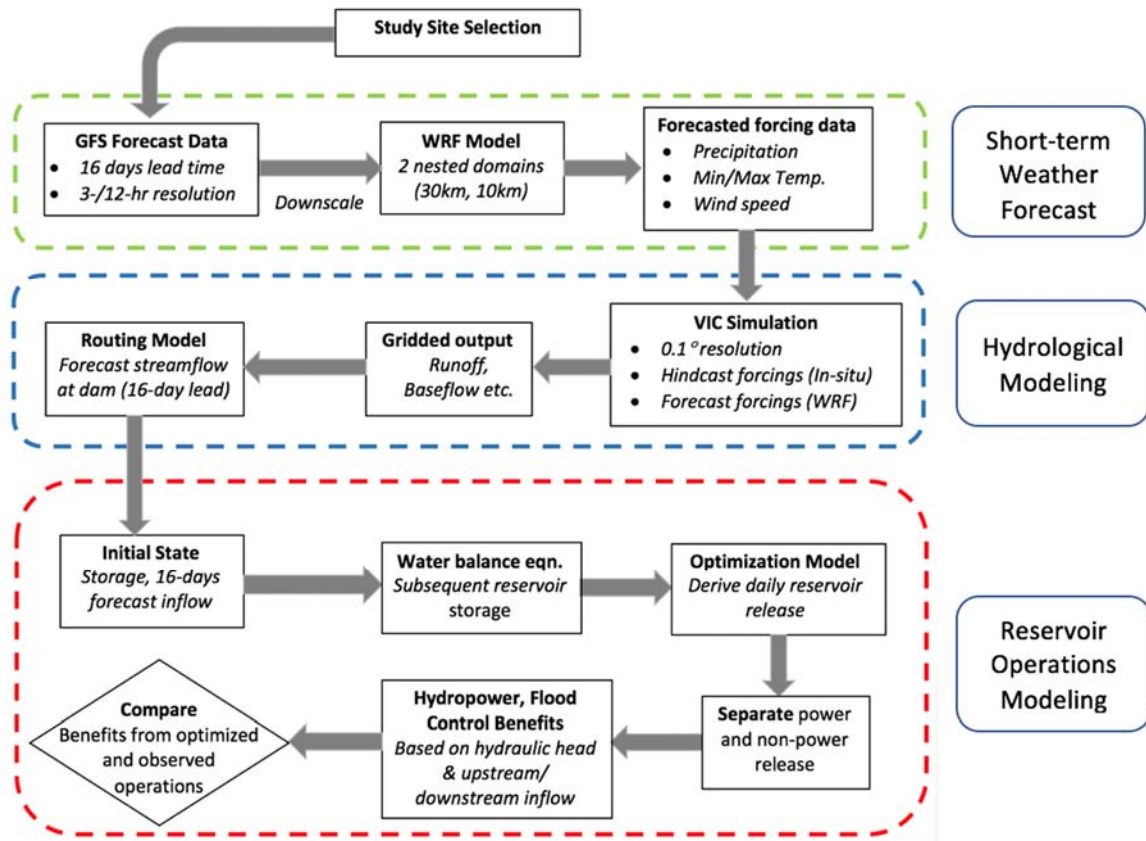 Study Site Selection
GFS Forecast Data
• 16 days lead time
• 3-/12-hr resolution
Downscale
WRF Model
2 nested domains
(30km, 10km)
Forecasted forcing data
• Precipitation
• Min/Max Temp.
• Wind speed
Short-term
Weather
Forecast
Routing Model
Forecast streamflow
at dam (16-day lead)
Gridded output
Runoff,
Baseflow etc.
VIC Simulation
• 0.1° resolution
• Hindcast forcings (In-situ)
• Forecast forcings (WRF)
Hydrological
Modeling
Initial State
Storage, 16-days
forecast inflow
Water balance eqn.
Subsequent reservoir
storage
Optimization Model
Derive daily reservoir
release
Reservoir
Operations
Modeling
Compare
Benefits from optimized
and observed
operations
Hydropower, Flood
Control Benefits
Based on hydraulic head
& upstream/
downstream inflow
Separate power
and non-power
release